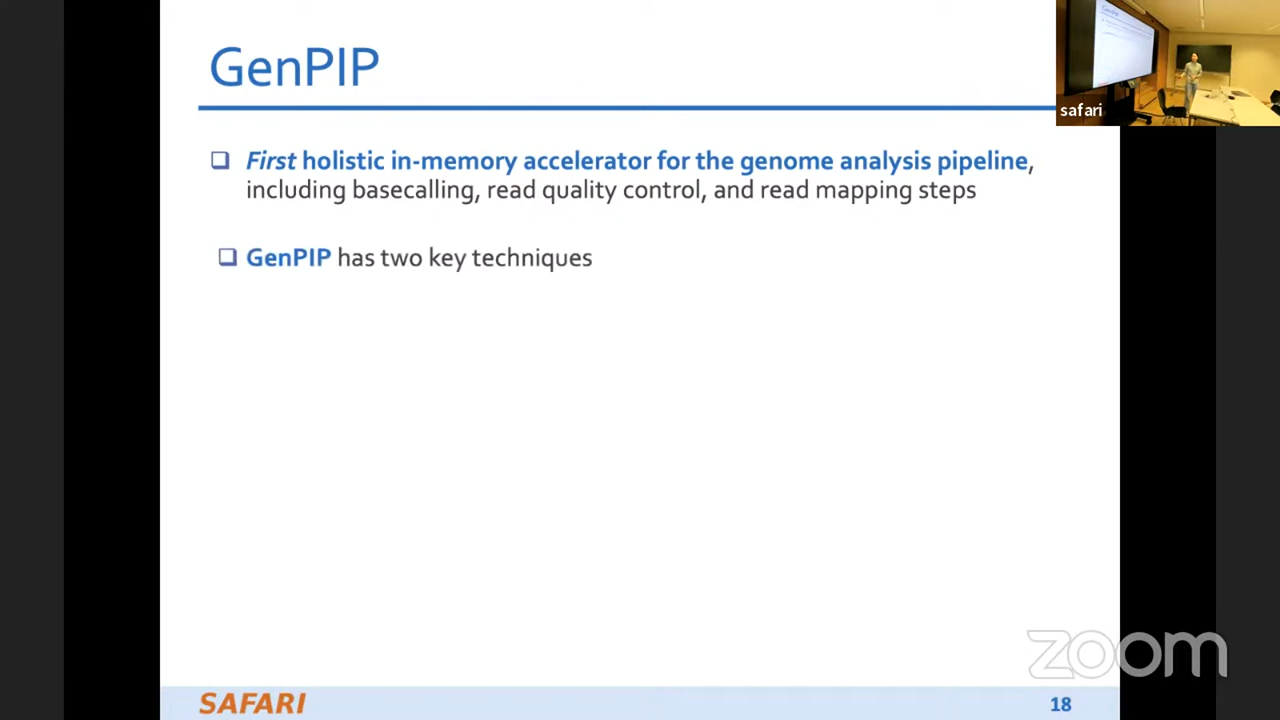 GenPIP
safari
First holistic in-memory accelerator for the genome analysis pipeline,
including basecalling, read quality control, and read mapping steps
GenPIP has two key techniques
zoom
SAFARI
18